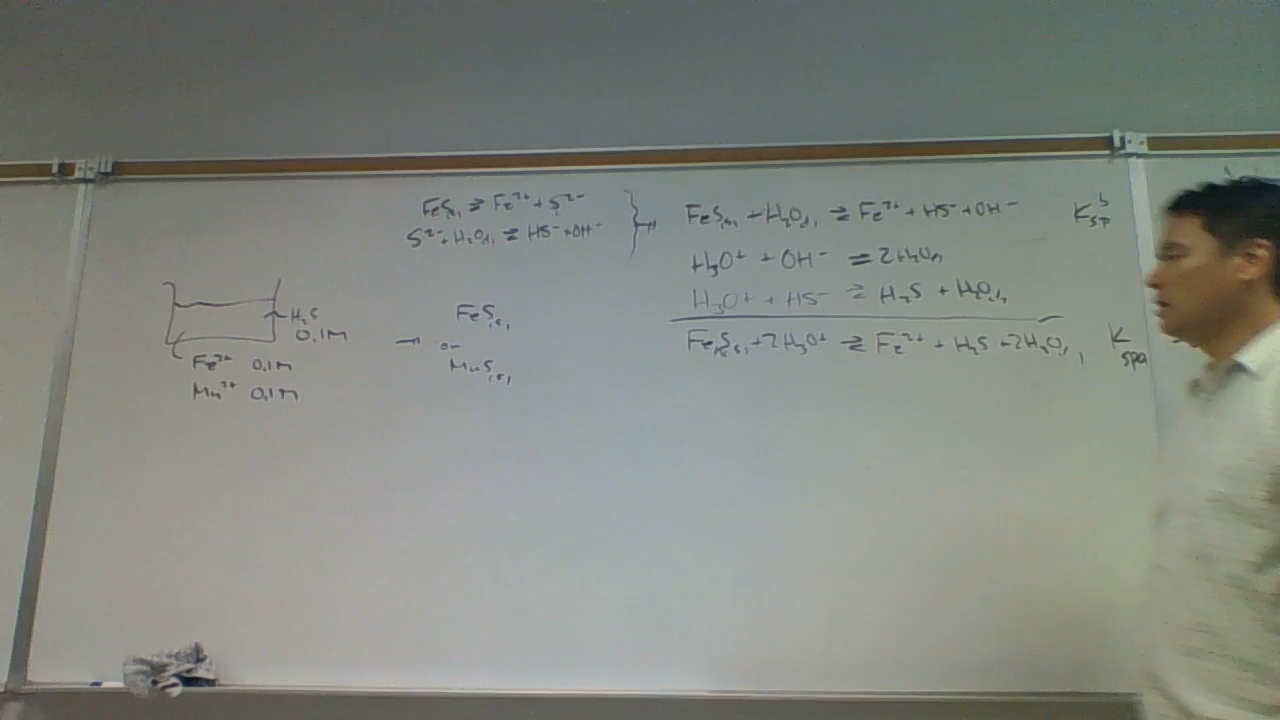 FeS(s) ⇌ Fe²⁺ + S²⁻
S²⁻ + H₂O(l) ⇌ HS⁻ + OH⁻
FeS(s) + H₂O(l) ⇌ Fe²⁺ + HS⁻ + OH⁻ Ksp
H₃O⁺ + OH⁻ ⇌ 2H₂O(l)
H₃O⁺ + HS⁻ ⇌ H₂S + H₂O(l)
FeS(s) + 2H₃O⁺ ⇌ Fe²⁺ + H₂S + 2H₂O(l) Kspa
H₂S
0.1M
Fe²⁺ 0.1M
Mn²⁺ 0.1M
→
FeS(s)
or
MnS(s)